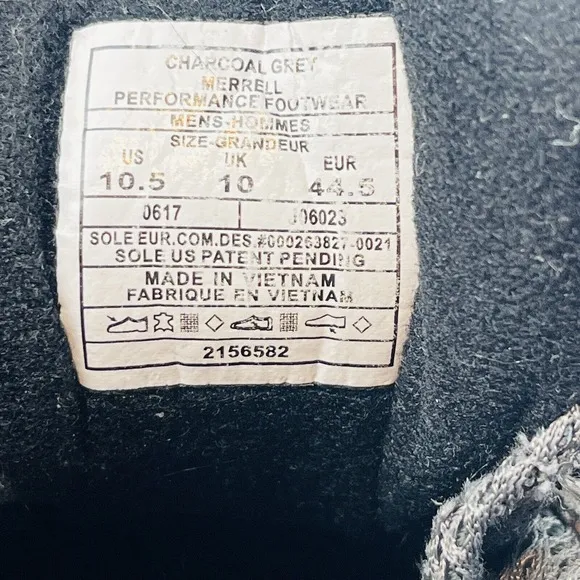 CHARCOAL GREY
MERRELL
PERFORMANCE FOOTWEAR
MENS-HOMMES
SIZE-GRANDEUR
US UK EUR
10.5 10 44.5
0617 J06023
SOLE EUR.COM.DES.#000263827-0021
SOLE US PATENT PENDING
MADE IN VIETNAM
FABRIQUE EN VIETNAM
2156582